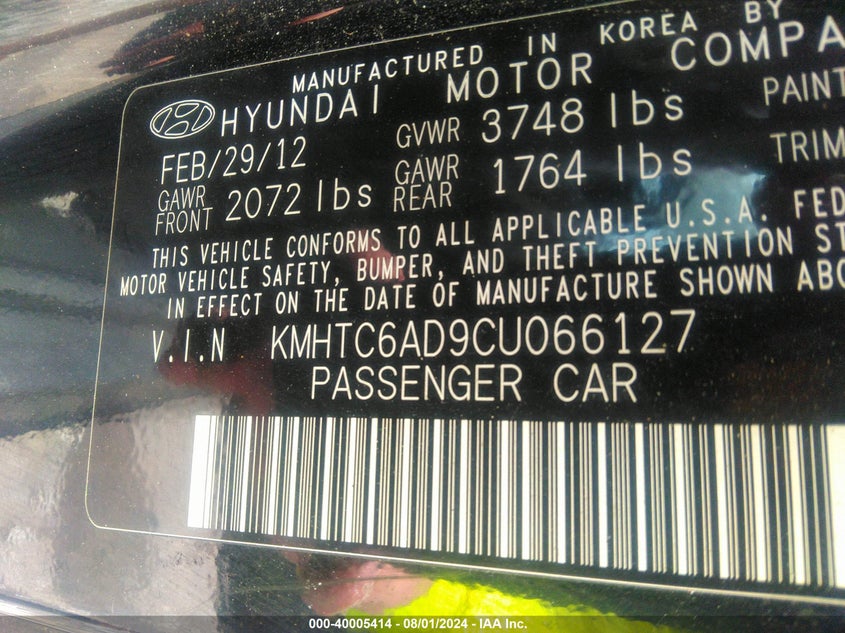 MANUFACTURED IN KOREA BY
HYUNDAI MOTOR COMPA
FEB/29/12 GVWR 3748 lbs PAINT
GAWR FRONT 2072 lbs GAWR REAR 1764 lbs TRIM
THIS VEHICLE CONFORMS TO ALL APPLICABLE U.S.A. FED
MOTOR VEHICLE SAFETY, BUMPER, AND THEFT PREVENTION ST
IN EFFECT ON THE DATE OF MANUFACTURE SHOWN ABO
V.I.N KMHTC6AD9CU066127
PASSENGER CAR
000-40005414 - 08/01/2024 - IAA Inc.